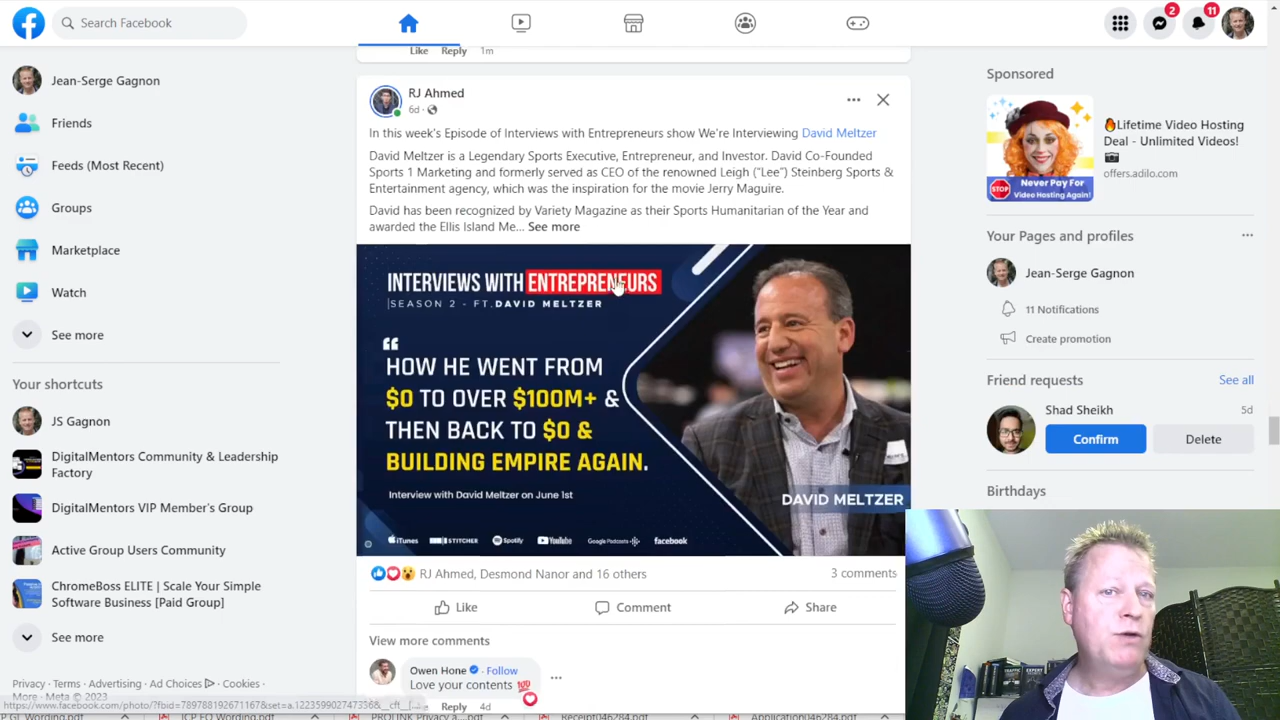 Search Facebook
2
11
Like Reply 1m
Jean-Serge Gagnon
Friends
Feeds (Most Recent)
Groups
Marketplace
Watch
See more
Your shortcuts
JS Gagnon
DigitalMentors Community & Leadership
Factory
DigitalMentors VIP Member's Group
Active Group Users Community
ChromeBoss ELITE | Scale Your Simple
Software Business [Paid Group]
See more
Privacy · Terms · Advertising · Ad Choices · Cookies ·
More · Meta © 2023
RJ Ahmed
6d ·
In this week's Episode of Interviews with Entrepreneurs show We're Interviewing David Meltzer
David Meltzer is a Legendary Sports Executive, Entrepreneur, and Investor. David Co-Founded
Sports 1 Marketing and formerly served as CEO of the renowned Leigh ("Lee") Steinberg Sports &
Entertainment agency, which was the inspiration for the movie Jerry Maguire.
David has been recognized by Variety Magazine as their Sports Humanitarian of the Year and
awarded the Ellis Island Me... See more
INTERVIEWS WITH ENTREPRENEURS
|SEASON 2 - FT. DAVID MELTZER
“
HOW HE WENT FROM
$0 TO OVER $100M+ &
THEN BACK TO $0 &
BUILDING EMPIRE AGAIN.
Interview with David Meltzer on June 1st
DAVID MELTZER
iTunes STITCHER Spotify YouTube Google Podcasts facebook
RJ Ahmed, Desmond Nanor and 16 others
3 comments
Like Comment Share
View more comments
Owen Hone · Follow
Love your contents 💯
Reply 4d
Sponsored
🔥Lifetime Video Hosting
Deal - Unlimited Videos!
📷
offers.adilo.com
STOP
Never Pay For
Video Hosting Again!
Your Pages and profiles
Jean-Serge Gagnon
11 Notifications
Create promotion
Friend requests
See all
Shad Sheikh
5d
Confirm
Delete
Birthdays
TRAFFIC
EXPERT